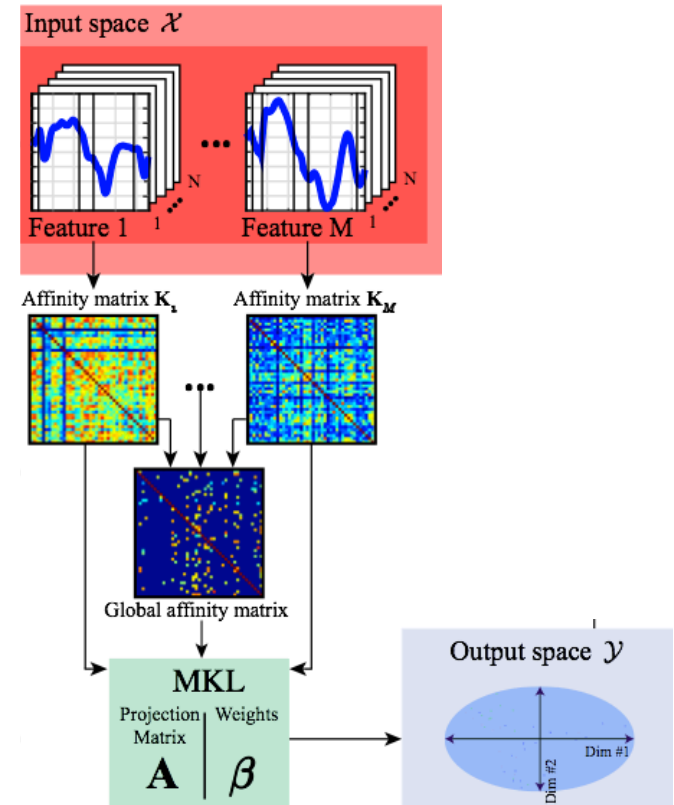 Input space 𝒳
N
N
1
1
Feature 1
Feature M
Affinity matrix K₁
Affinity matrix K_M
Global affinity matrix
MKL
Projection Matrix
Weights
A
β
Output space 𝒴
Dim #1
Dim #2